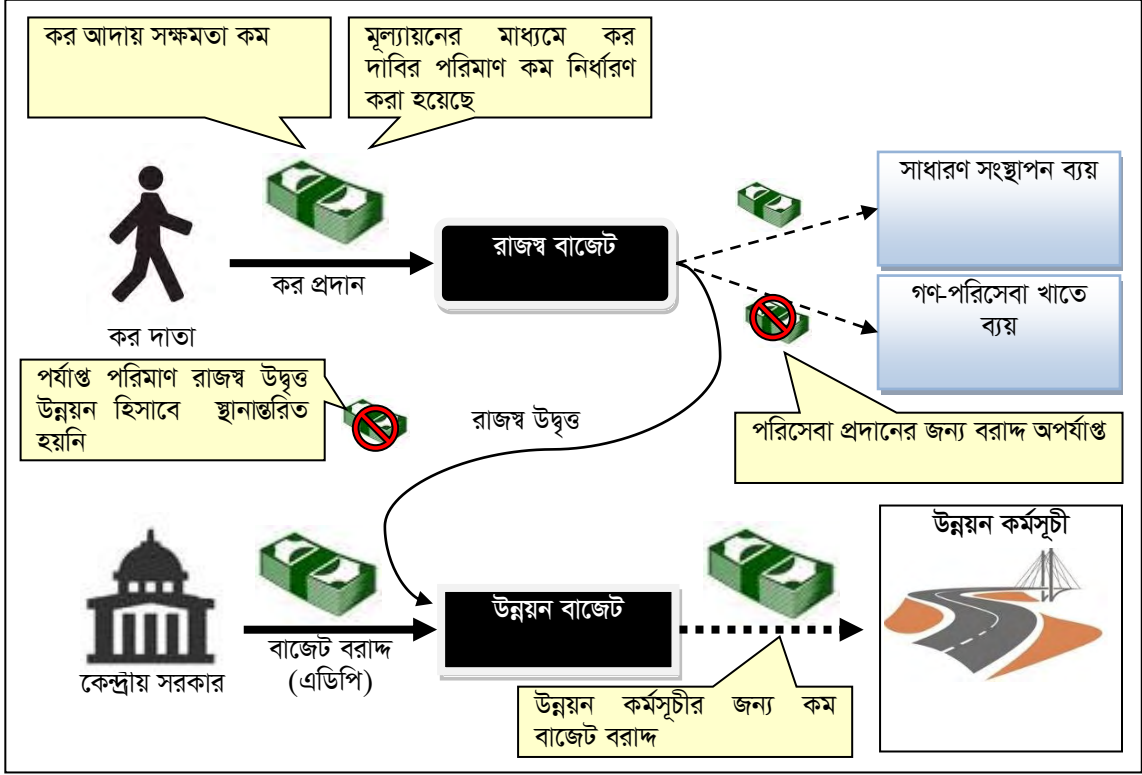 কর আদায় সক্ষমতা কম
মূল্যায়নের মাধ্যমে কর
দাবির পরিমাণ কম নির্ধারণ
করা হয়েছে
সাধারণ সংস্থাপন ব্যয়
রাজস্ব বাজেট
কর প্রদান
গণ-পরিসেবা খাতে
ব্যয়
কর দাতা
পর্যাপ্ত পরিমাণ রাজস্ব উদ্বৃত্ত
উন্নয়ন হিসাবে স্থানান্তরিত
হয়নি
রাজস্ব উদ্বৃত্ত
পরিসেবা প্রদানের জন্য বরাদ্দ অপর্যাপ্ত
উন্নয়ন কর্মসূচী
উন্নয়ন বাজেট
বাজেট বরাদ্দ
(এডিপি)
কেন্দ্রীয় সরকার
উন্নয়ন কর্মসূচীর জন্য কম
বাজেট বরাদ্দ